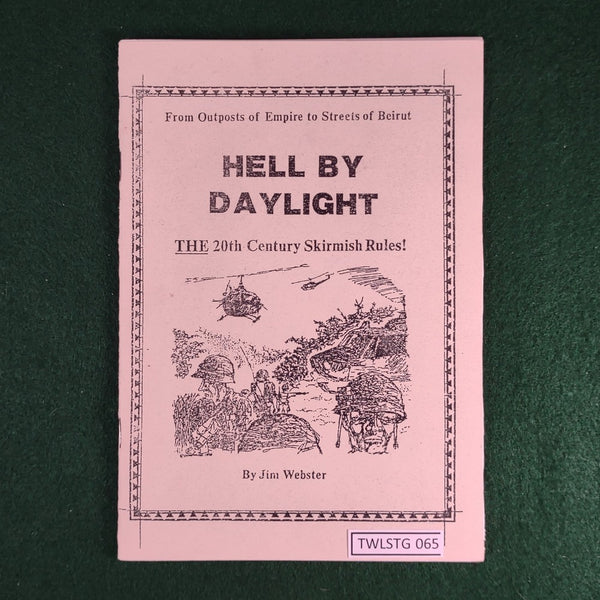 From Outposts of Empire to Streets of Beirut
HELL BY
DAYLIGHT
THE 20th Century Skirmish Rules!
By Jim Webster
TWLSTG 065